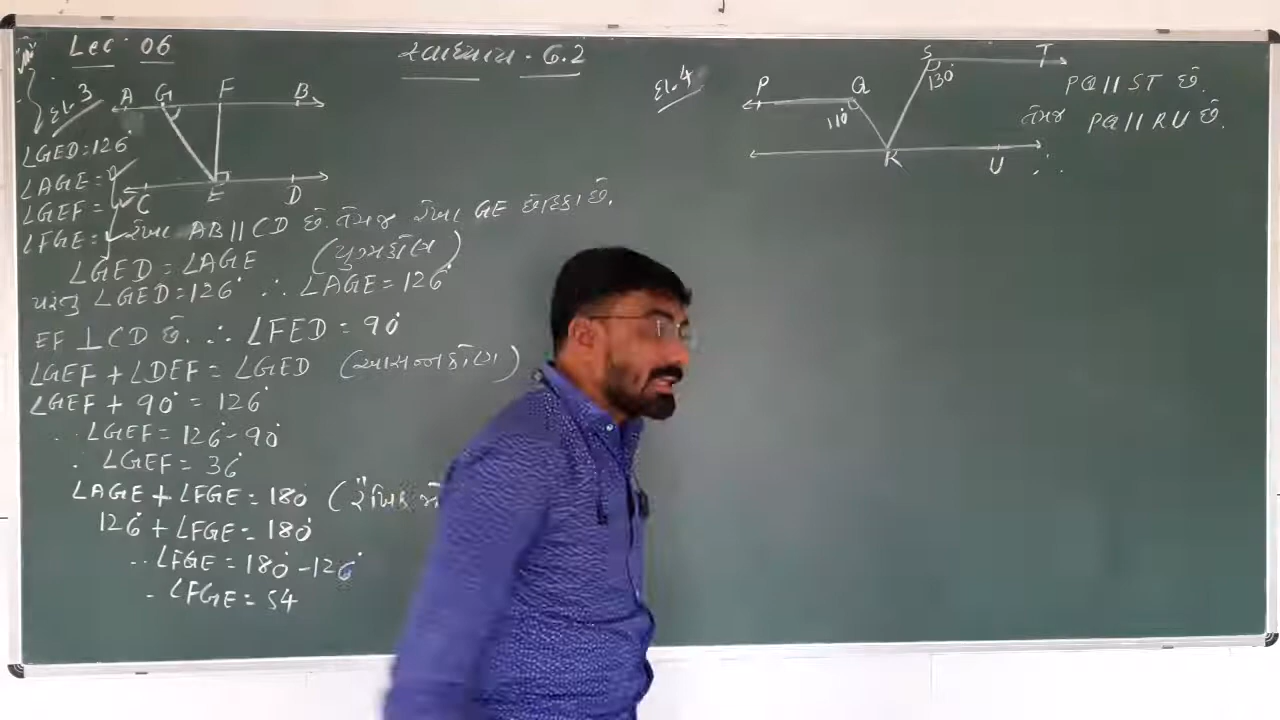 Lec. 06
સ્વાધ્યાય - 6.2
દા.3
A G F B
C E D
∠GED=126°
∠AGE=
∠GEF=
∠FGE=
રેખા AB||CD છે. તેમજ રેખા GE છેદિકા છે.
∠GED = ∠AGE (યુગ્મકોણ)
પરંતુ ∠GED=126° ∴ ∠AGE=126°
EF ⊥ CD છે. ∴ ∠FED = 90°
∠GEF + ∠DEF = ∠GED (આસન્નકોણ)
∠GEF + 90° = 126°
∴ ∠GEF = 126° - 90°
∴ ∠GEF = 36°
∠AGE + ∠FGE = 180° (રૈખિક
126° + ∠FGE = 180°
∴ ∠FGE = 180° - 126°
∴ ∠FGE = 54
દા.4
P Q S T
110° 130°
R U
PQ || ST છે.
તેમજ PQ || RU છે.
∴